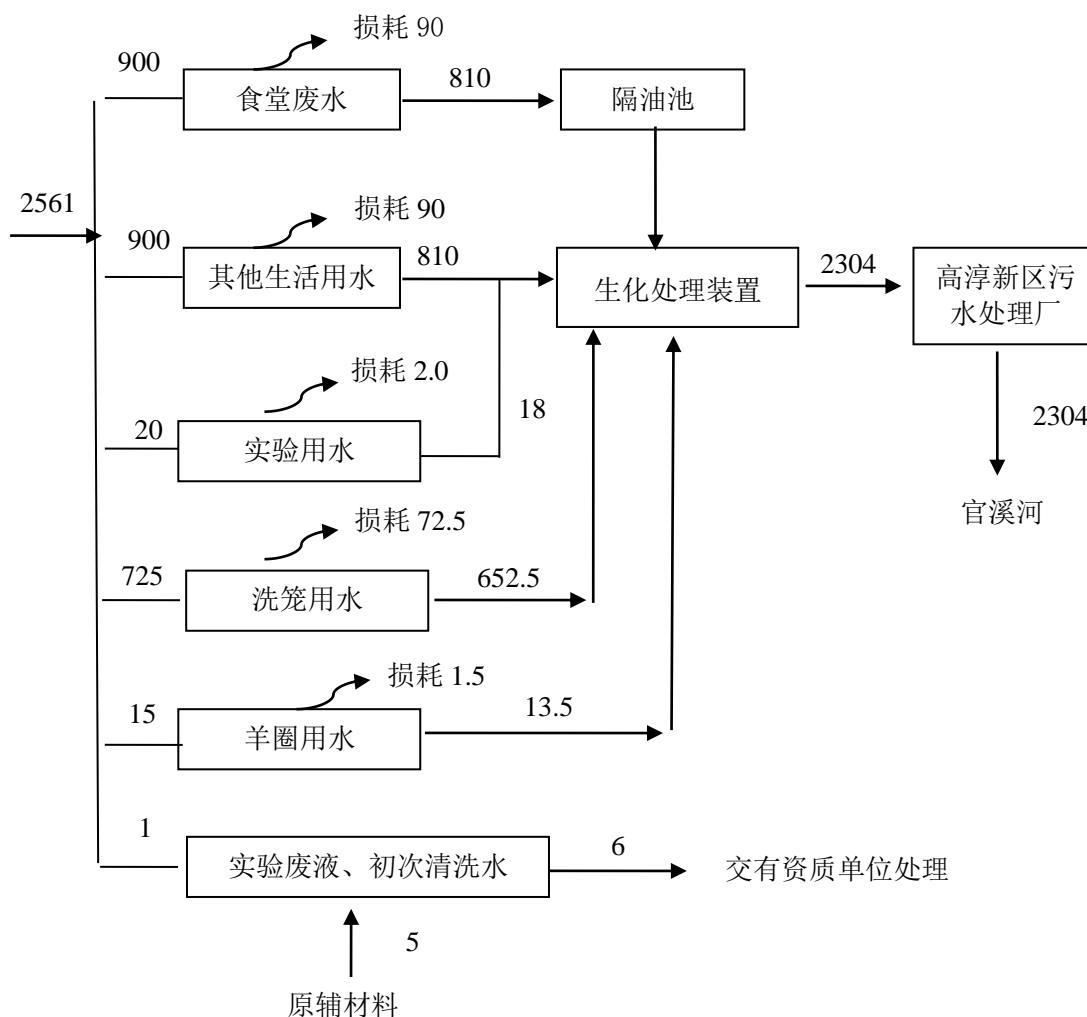 损耗 90
900
食堂废水
810
隔油池
2561
损耗 90
900
其他生活用水
810
生化处理装置
2304
高淳新区污
水处理厂
损耗 2.0
20
实验用水
18
2304
官溪河
损耗 72.5
725
洗笼用水
652.5
损耗 1.5
15
羊圈用水
13.5
1
实验废液、初次清洗水
6
交有资质单位处理
5
原辅材料